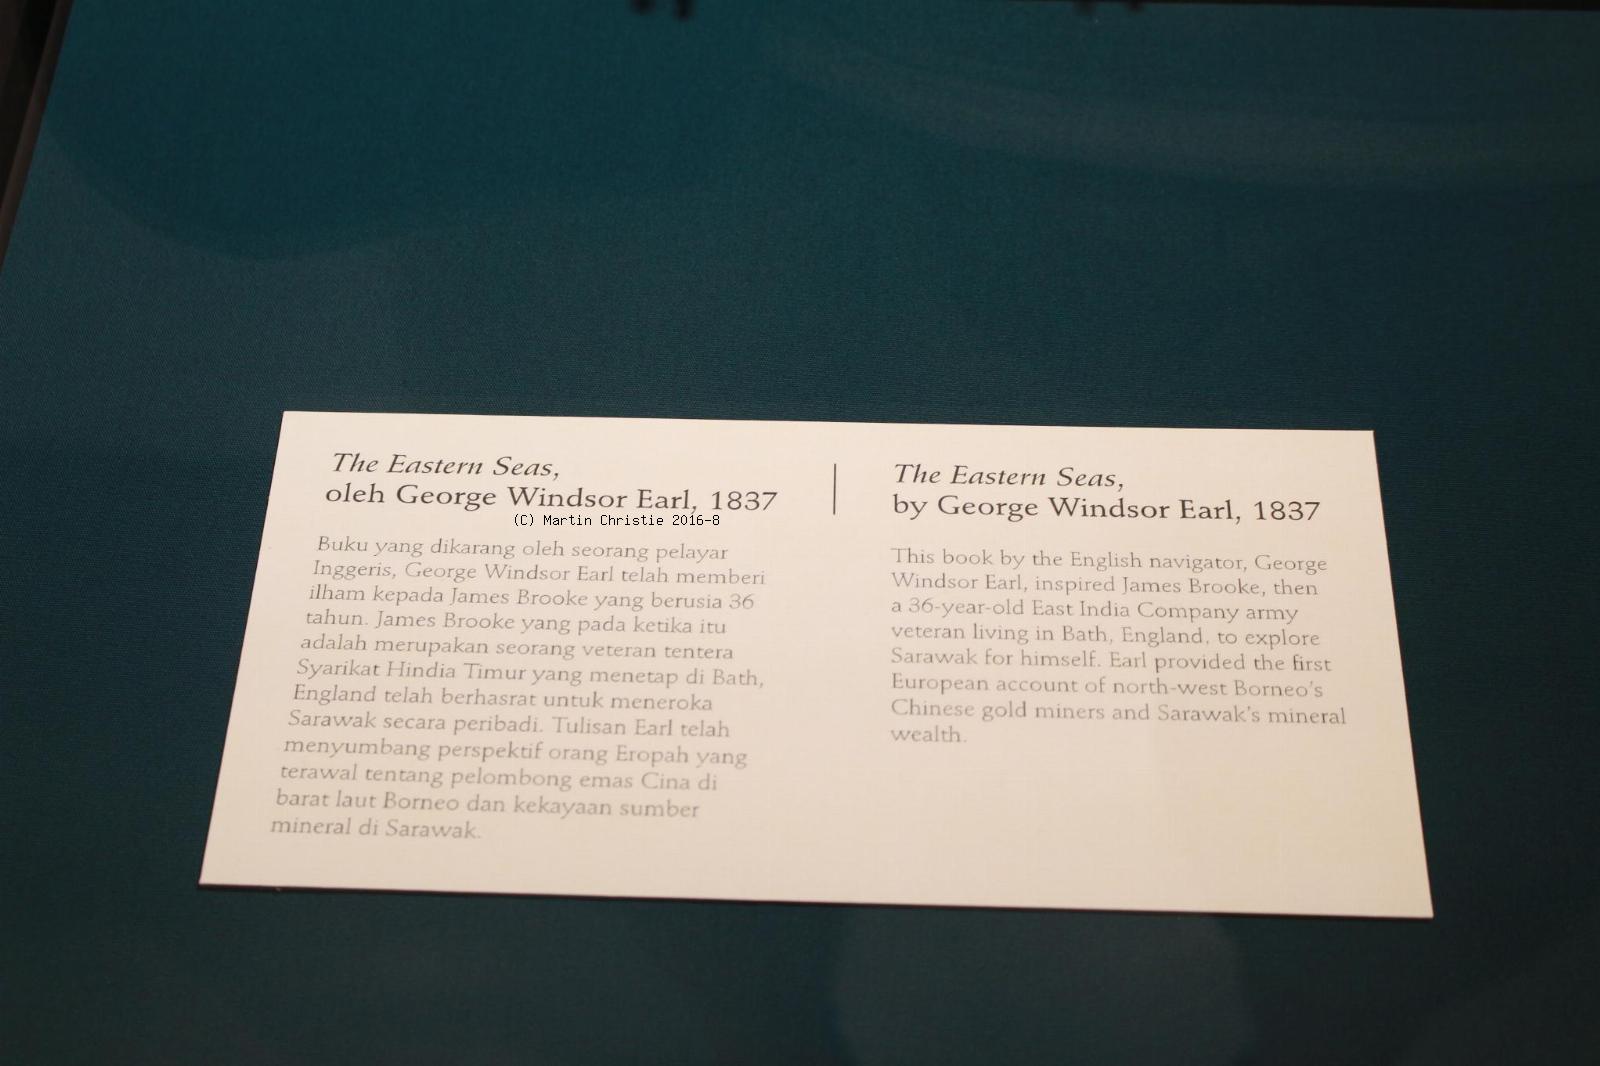 The Eastern Seas,
oleh George Windsor Earl, 1837
(C) Martin Christie 2016-8
Buku yang dikarang oleh seorang pelayar
Inggeris, George Windsor Earl telah memberi
ilham kepada James Brooke yang berusia 36
tahun. James Brooke yang pada ketika itu
adalah merupakan seorang veteran tentera
Syarikat Hindia Timur yang menetap di Bath,
England telah berhasrat untuk meneroka
Sarawak secara peribadi. Tulisan Earl telah
menyumbang perspektif orang Eropah yang
terawal tentang pelombong emas Cina di
barat laut Borneo dan kekayaan sumber
mineral di Sarawak.
The Eastern Seas,
by George Windsor Earl, 1837
This book by the English navigator, George
Windsor Earl, inspired James Brooke, then
a 36-year-old East India Company army
veteran living in Bath, England, to explore
Sarawak for himself. Earl provided the first
European account of north-west Borneo's
Chinese gold miners and Sarawak's mineral
wealth.